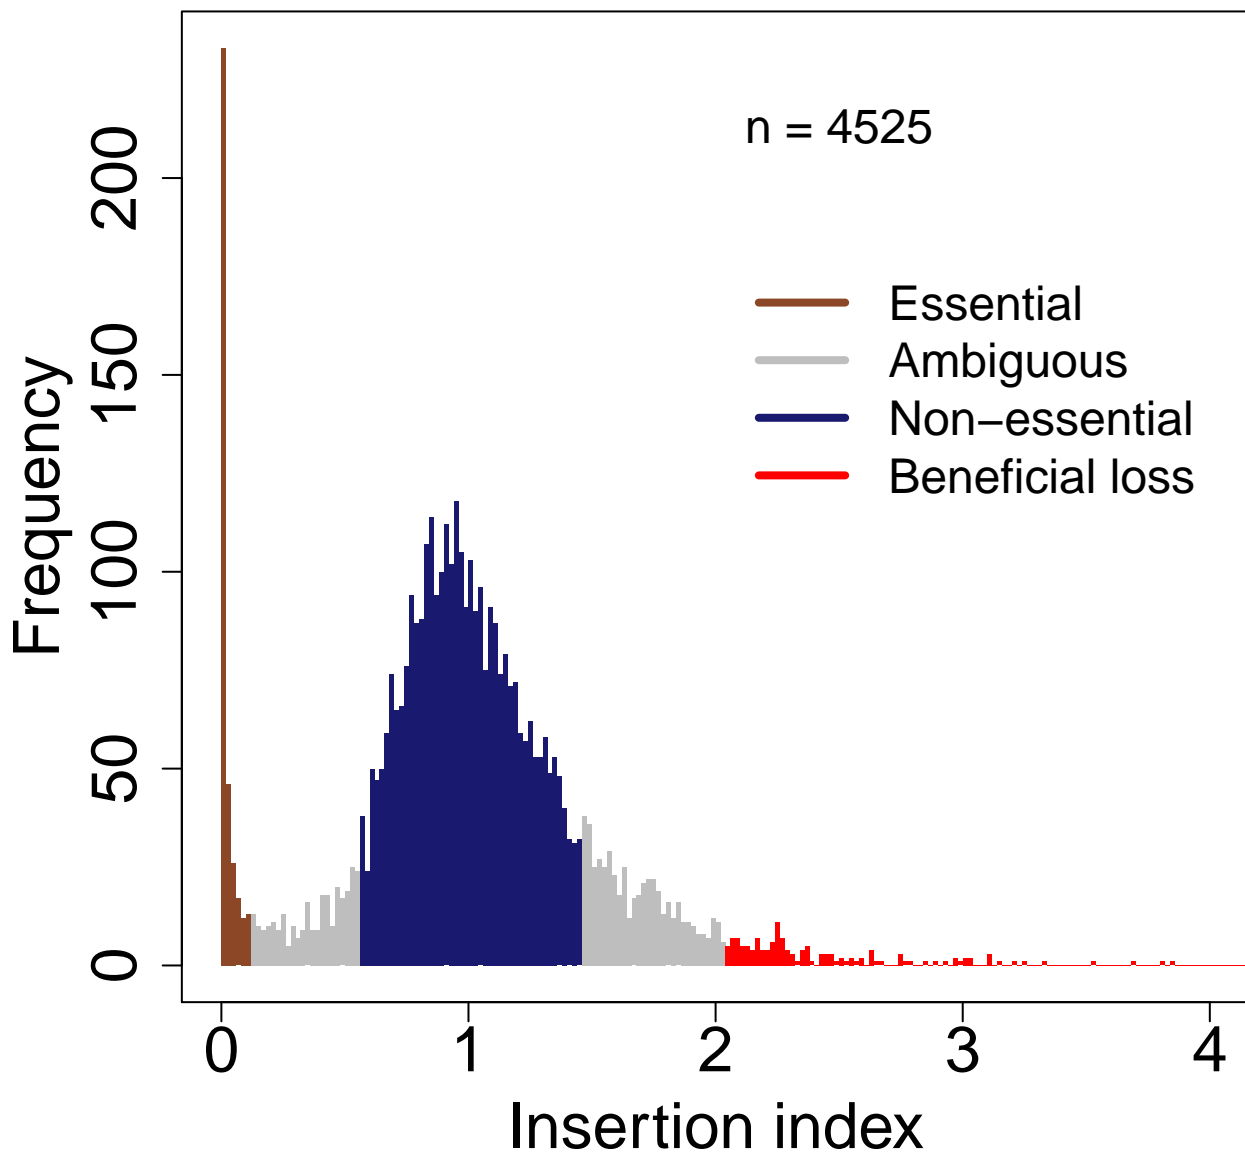 n = 4525
Essential
Ambiguous
Non−essential
Beneficial loss
Frequency
200
150
100
50
0
0 1 2 3 4
Insertion index